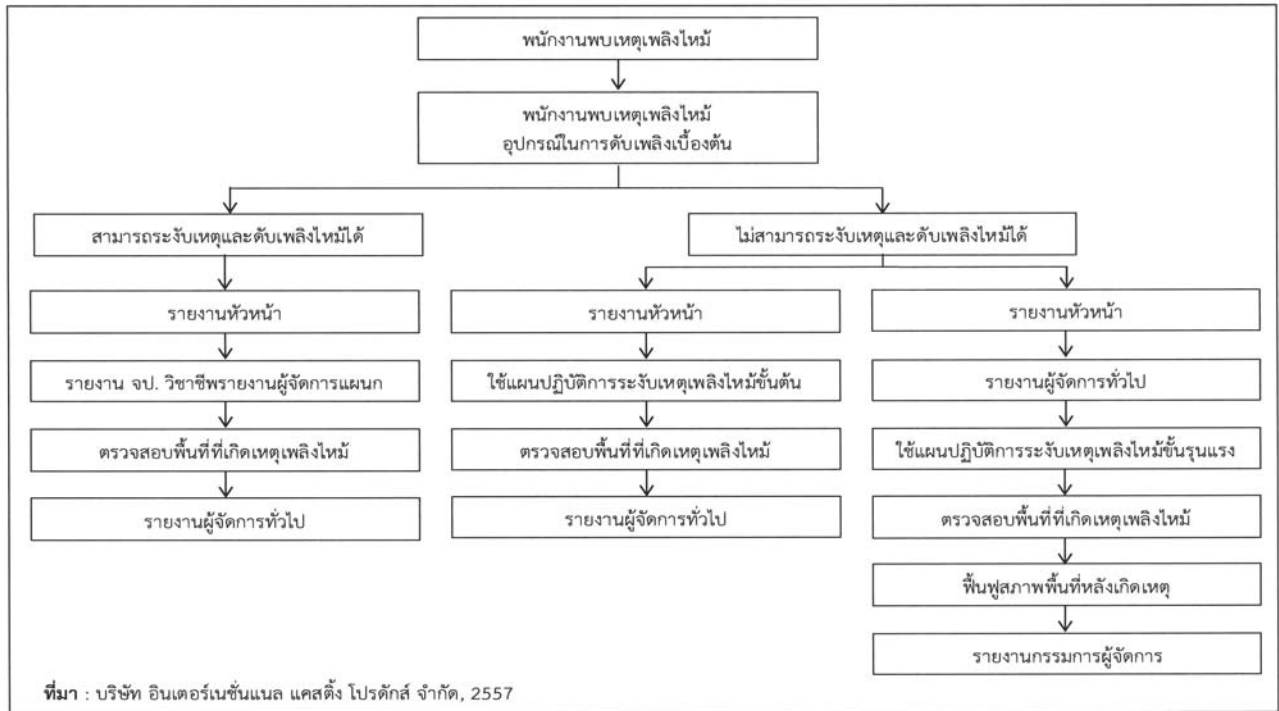 พนักงานพบเหตุเพลิงไหม้
พนักงานพบเหตุเพลิงไหม้
อุปกรณ์ในการดับเพลิงเบื้องต้น
สามารถระงับเหตุและดับเพลิงไหม้ได้
ไม่สามารถระงับเหตุและดับเพลิงไหม้ได้
รายงานหัวหน้า
รายงาน จป. วิชาชีพรายงานผู้จัดการแผนก
ตรวจสอบพื้นที่ที่เกิดเหตุเพลิงไหม้
รายงานผู้จัดการทั่วไป
รายงานหัวหน้า
ใช้แผนปฏิบัติการระงับเหตุเพลิงไหม้ขั้นต้น
ตรวจสอบพื้นที่ที่เกิดเหตุเพลิงไหม้
รายงานผู้จัดการทั่วไป
รายงานหัวหน้า
รายงานผู้จัดการทั่วไป
ใช้แผนปฏิบัติการระงับเหตุเพลิงไหม้ขั้นรุนแรง
ตรวจสอบพื้นที่ที่เกิดเหตุเพลิงไหม้
ฟื้นฟูสภาพพื้นที่หลังเกิดเหตุ
รายงานกรรมการผู้จัดการ
ที่มา : บริษัท อินเตอร์เนชั่นแนล แคสติ้ง โปรดักส์ จำกัด, 2557